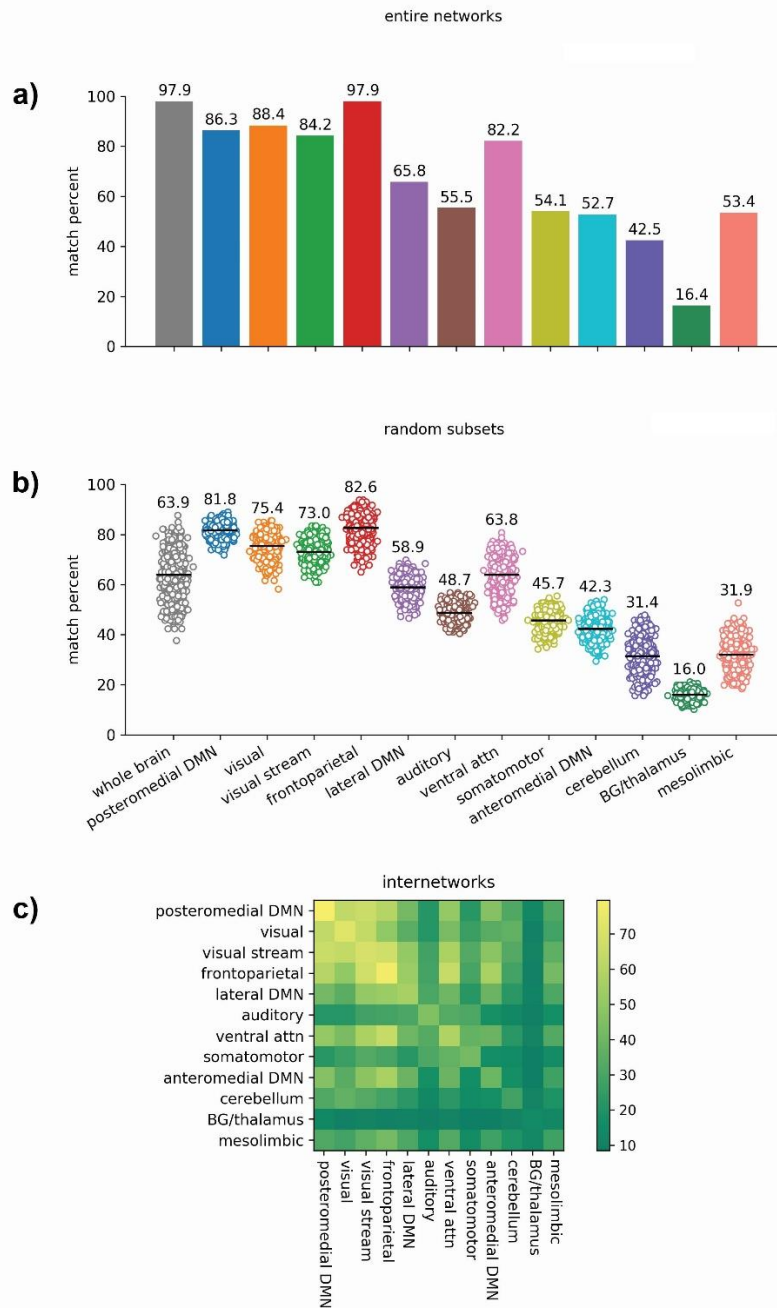 entire networks
a)
match percent
100
80
60
40
20
0
97.9
86.3
88.4
84.2
97.9
65.8
55.5
82.2
54.1
52.7
42.5
16.4
53.4
random subsets
b)
match percent
100
80
60
40
20
0
63.9
81.8
75.4
73.0
82.6
58.9
48.7
63.8
45.7
42.3
31.4
16.0
31.9
whole brain
posteromedial DMN
visual
visual stream
frontoparietal
lateral DMN
auditory
ventral attn
somatomotor
anteromedial DMN
cerebellum
BG/thalamus
mesolimbic
internetworks
c)
posteromedial DMN
visual
visual stream
frontoparietal
lateral DMN
auditory
ventral attn
somatomotor
anteromedial DMN
cerebellum
BG/thalamus
mesolimbic
70
60
50
40
30
20
10
posteromedial DMN
visual
visual stream
frontoparietal
lateral DMN
auditory
ventral attn
somatomotor
anteromedial DMN
cerebellum
BG/thalamus
mesolimbic